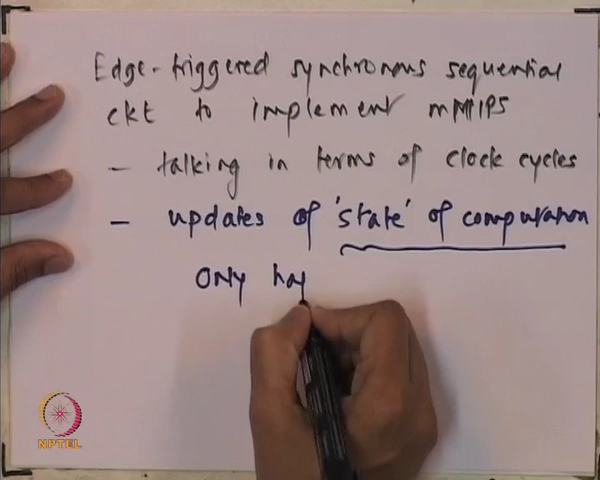 Edge-triggered synchronous sequential
ckt to implement mMIPS
- talking in terms of clock cycles
- updates of 'state' of computation
only hap
NPTEL